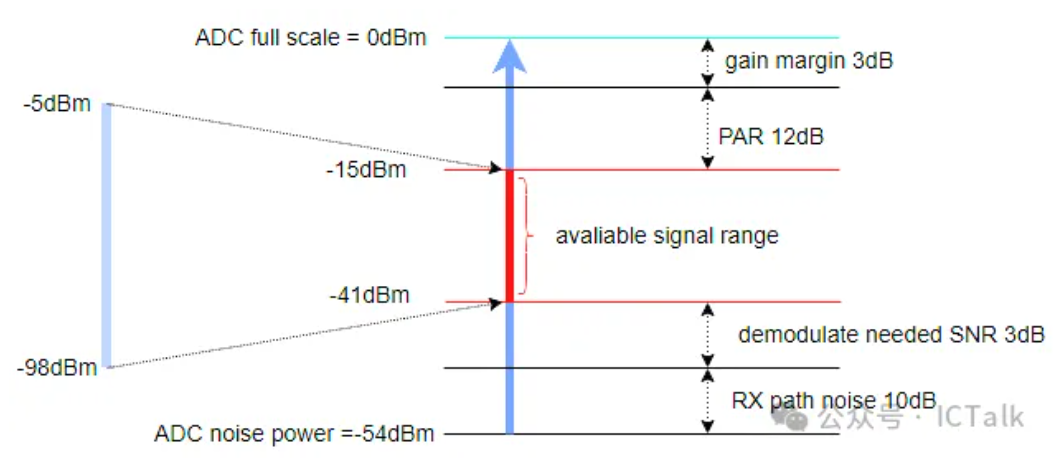 ADC full scale = 0dBm
gain margin 3dB
-5dBm
PAR 12dB
-15dBm
avaliable signal range
-41dBm
demodulate needed SNR 3dB
-98dBm
RX path noise 10dB
公众号 · ICTalk
ADC noise power =-54dBm